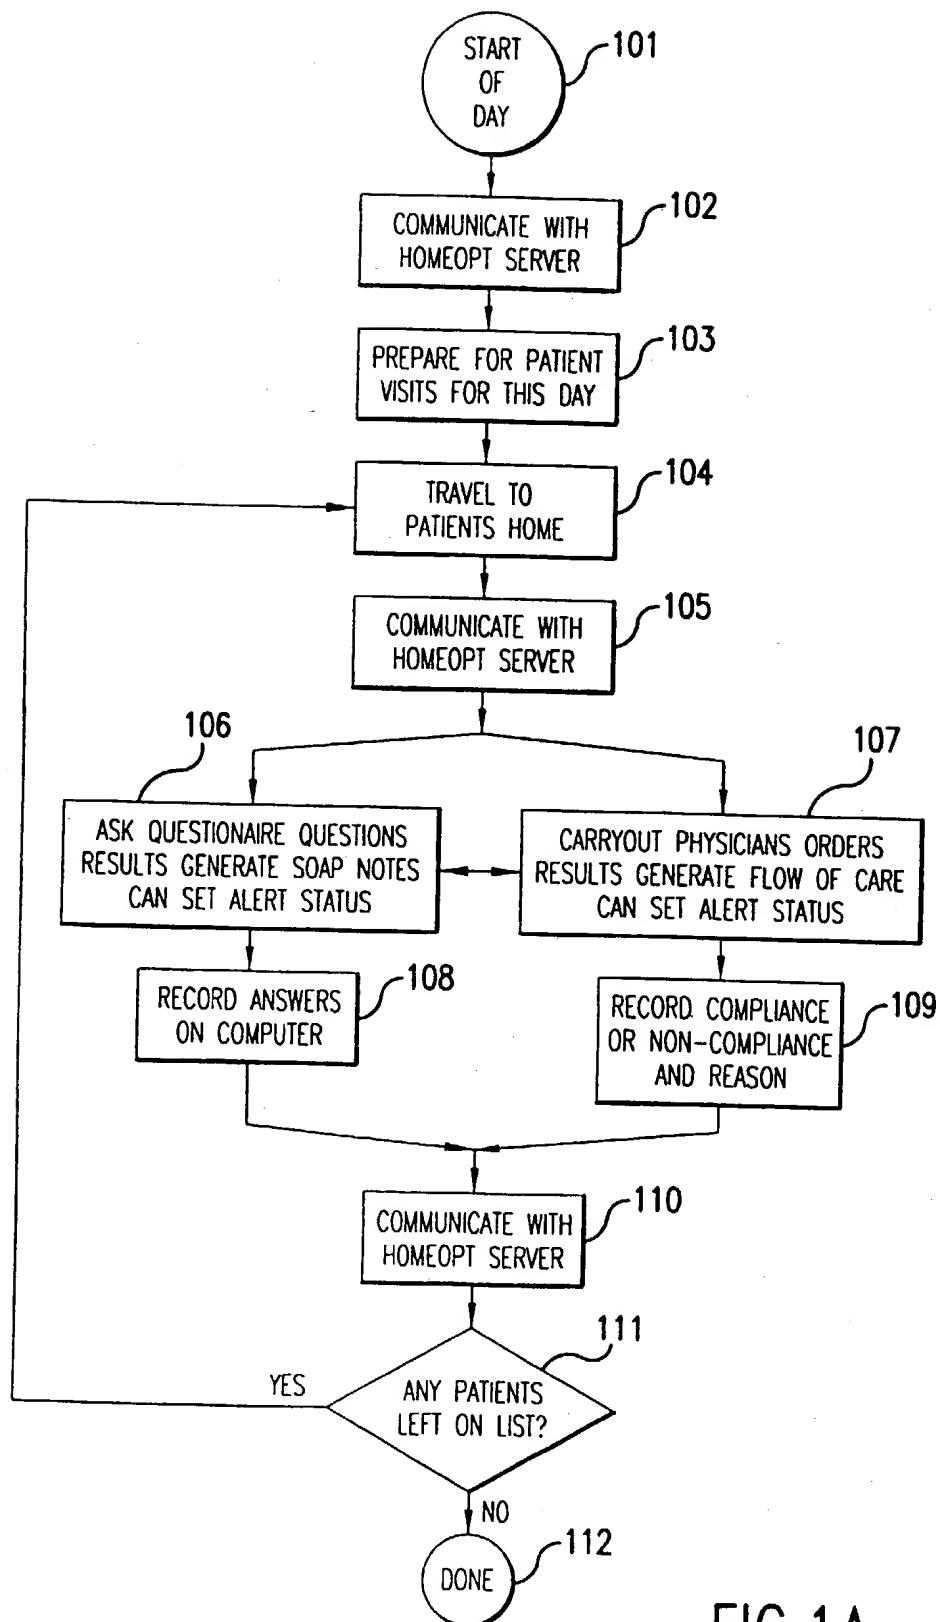 START
OF
DAY
101
COMMUNICATE WITH
HOMEOPT SERVER
102
PREPARE FOR PATIENT
VISITS FOR THIS DAY
103
TRAVEL TO
PATIENTS HOME
104
COMMUNICATE WITH
HOMEOPT SERVER
105
106
ASK QUESTIONAIRE QUESTIONS
RESULTS GENERATE SOAP NOTES
CAN SET ALERT STATUS
107
CARRYOUT PHYSICIANS ORDERS
RESULTS GENERATE FLOW OF CARE
CAN SET ALERT STATUS
RECORD ANSWERS
ON COMPUTER
108
RECORD COMPLIANCE
OR NON-COMPLIANCE
AND REASON
109
COMMUNICATE WITH
HOMEOPT SERVER
110
111
ANY PATIENTS
LEFT ON LIST?
YES
NO
DONE
112
FIG.1A